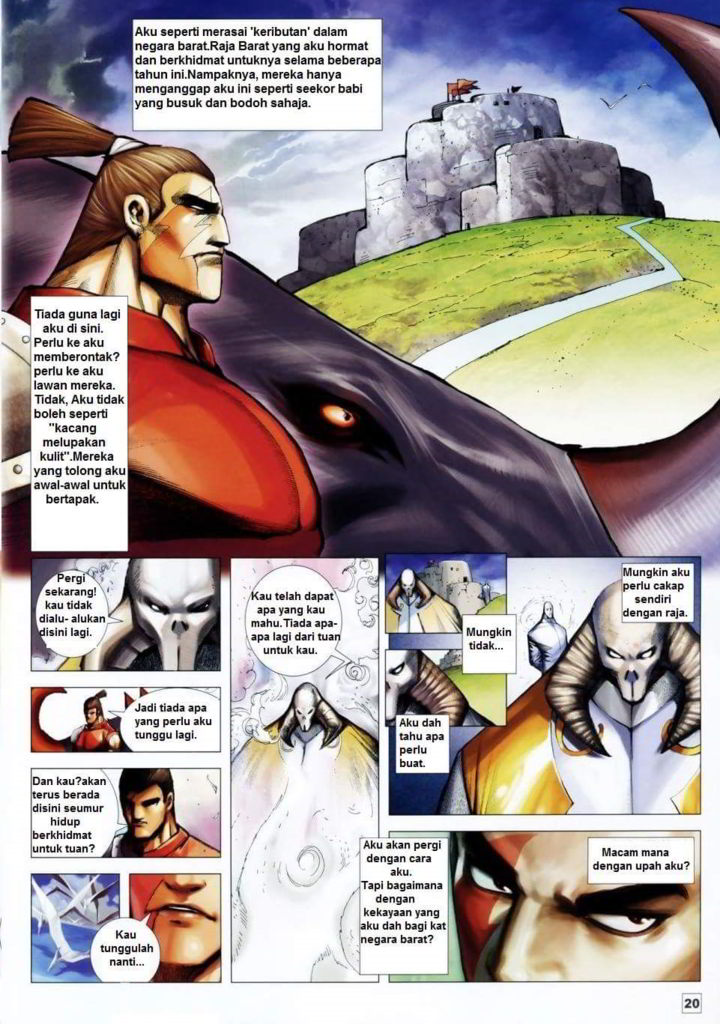 Aku seperti merasai 'keributan' dalam
negara barat.Raja Barat yang aku hormat
dan berkhidmat untuknya selama beberapa
tahun ini.Nampaknya, mereka hanya
menganggap aku ini seperti seekor babi
yang busuk dan bodoh sahaja.
Tiada guna lagi
aku di sini.
Perlu ke aku
memberontak?
perlu ke aku
lawan mereka.
Tidak, Aku tidak
boleh seperti
"kacang
melupakan
kulit".Mereka
yang tolong aku
awal-awal untuk
bertapak.
Pergi
sekarang!
kau tidak
dialu- alukan
disini lagi.
Jadi tiada apa
yang perlu aku
tunggu lagi.
Dan kau?akan
terus berada
disini seumur
hidup
berkhidmat
untuk tuan?
Kau
tunggulah
nanti...
Kau telah dapat
apa yang kau
mahu.Tiada apa-
apa lagi dari tuan
untuk kau.
Mungkin
tidak...
Aku dah
tahu apa
perlu
buat.
Mungkin aku
perlu cakap
sendiri
dengan raja.
Aku akan pergi
dengan cara
aku.
Tapi bagaimana
dengan
kekayaan yang
aku dah bagi kat
negara barat?
Macam mana
dengan upah aku?
20